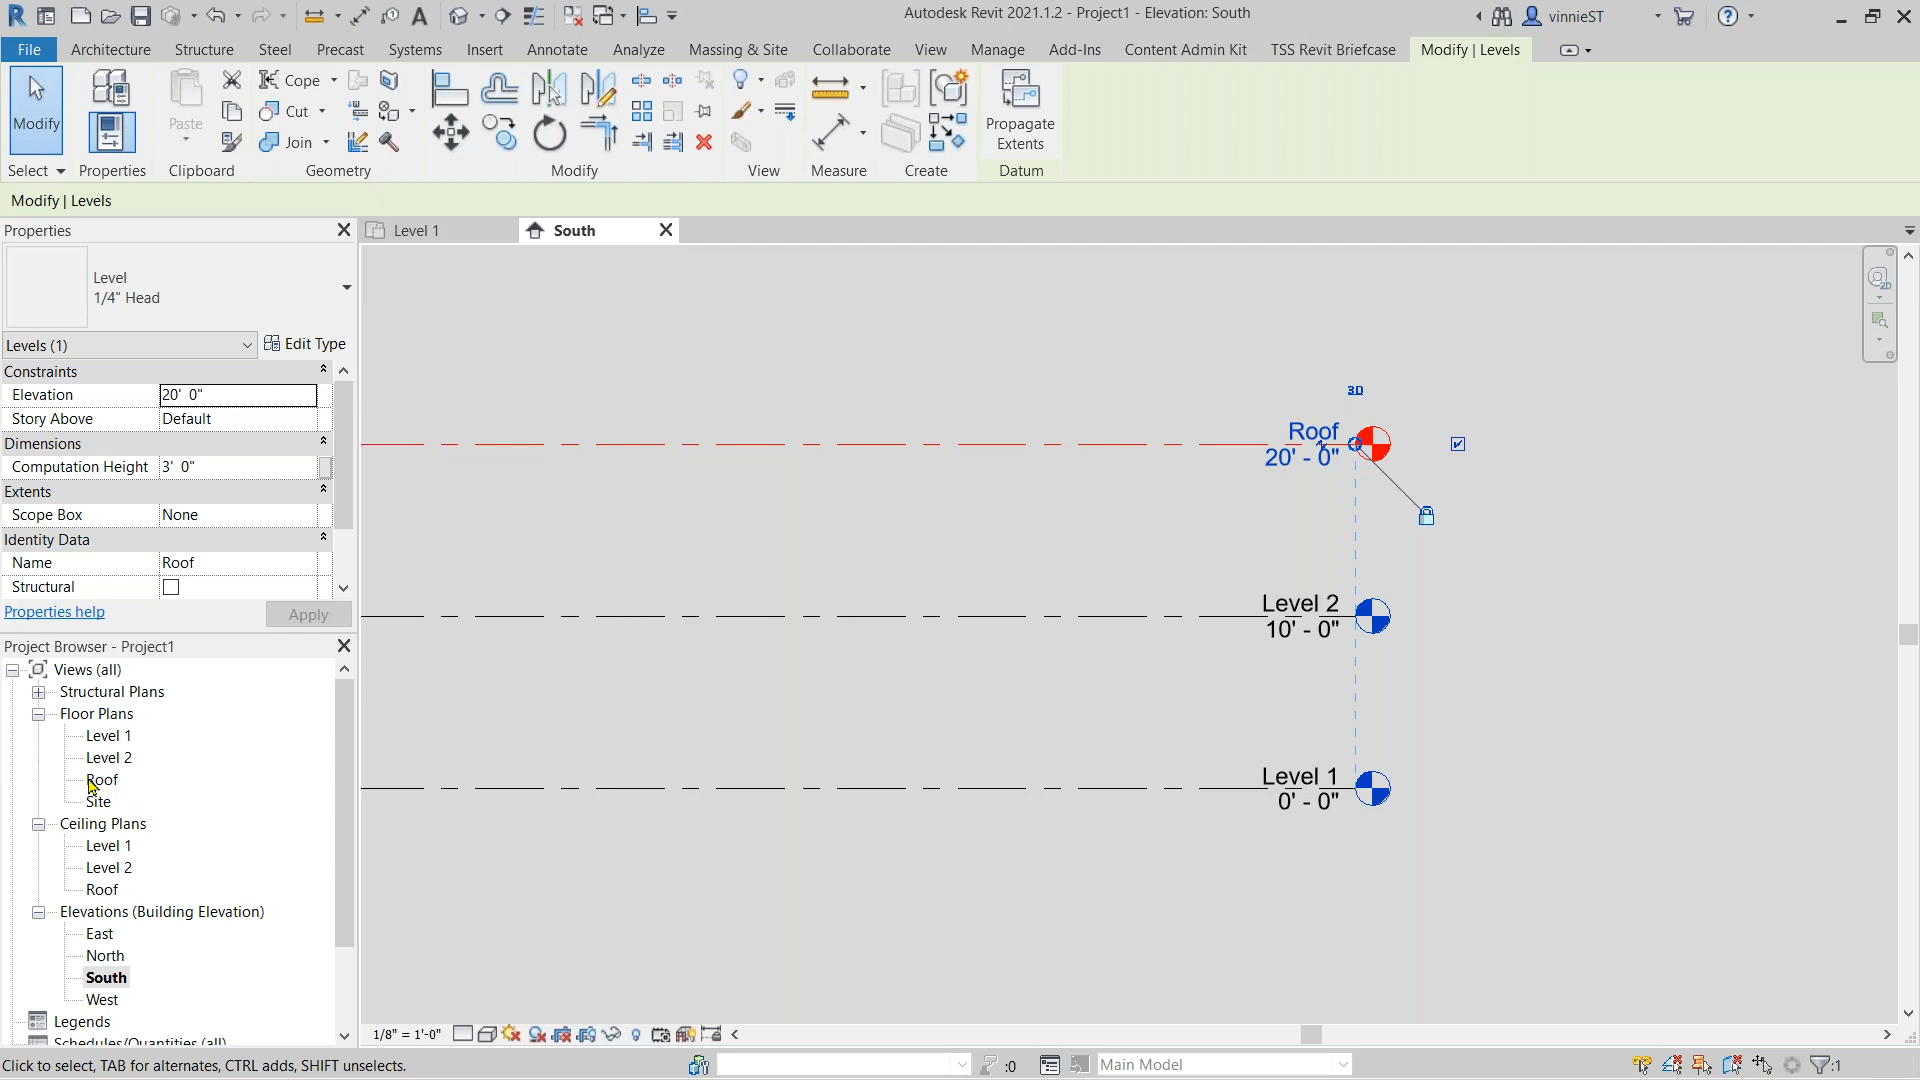 Autodesk Revit 2021.1.2 - Project1 - Elevation: South
vinnieST
File Architecture Structure Steel Precast Systems Insert Annotate Analyze Massing & Site Collaborate View Manage Add-Ins Content Admin Kit TSS Revit Briefcase Modify | Levels
Modify
Paste
Cope
Cut
Join
Propagate
Extents
Select Properties Clipboard Geometry Modify View Measure Create Datum
Modify | Levels
Properties
Level 1
South
Level
1/4" Head
Levels (1)
Edit Type
Constraints
Elevation 20' 0"
Story Above Default
Dimensions
Computation Height 3' 0"
Extents
Scope Box None
Identity Data
Name Roof
Structural
Properties help
Apply
2D
3D
Roof
20' - 0"
Level 2
10' - 0"
Level 1
0' - 0"
Project Browser - Project1
Views (all)
Structural Plans
Floor Plans
Level 1
Level 2
Roof
Site
Ceiling Plans
Level 1
Level 2
Roof
Elevations (Building Elevation)
East
North
South
West
Legends
Schedules/Quantities (all)
1/8" = 1'-0"
Click to select, TAB for alternates, CTRL adds, SHIFT unselects.
:0
Main Model
:1